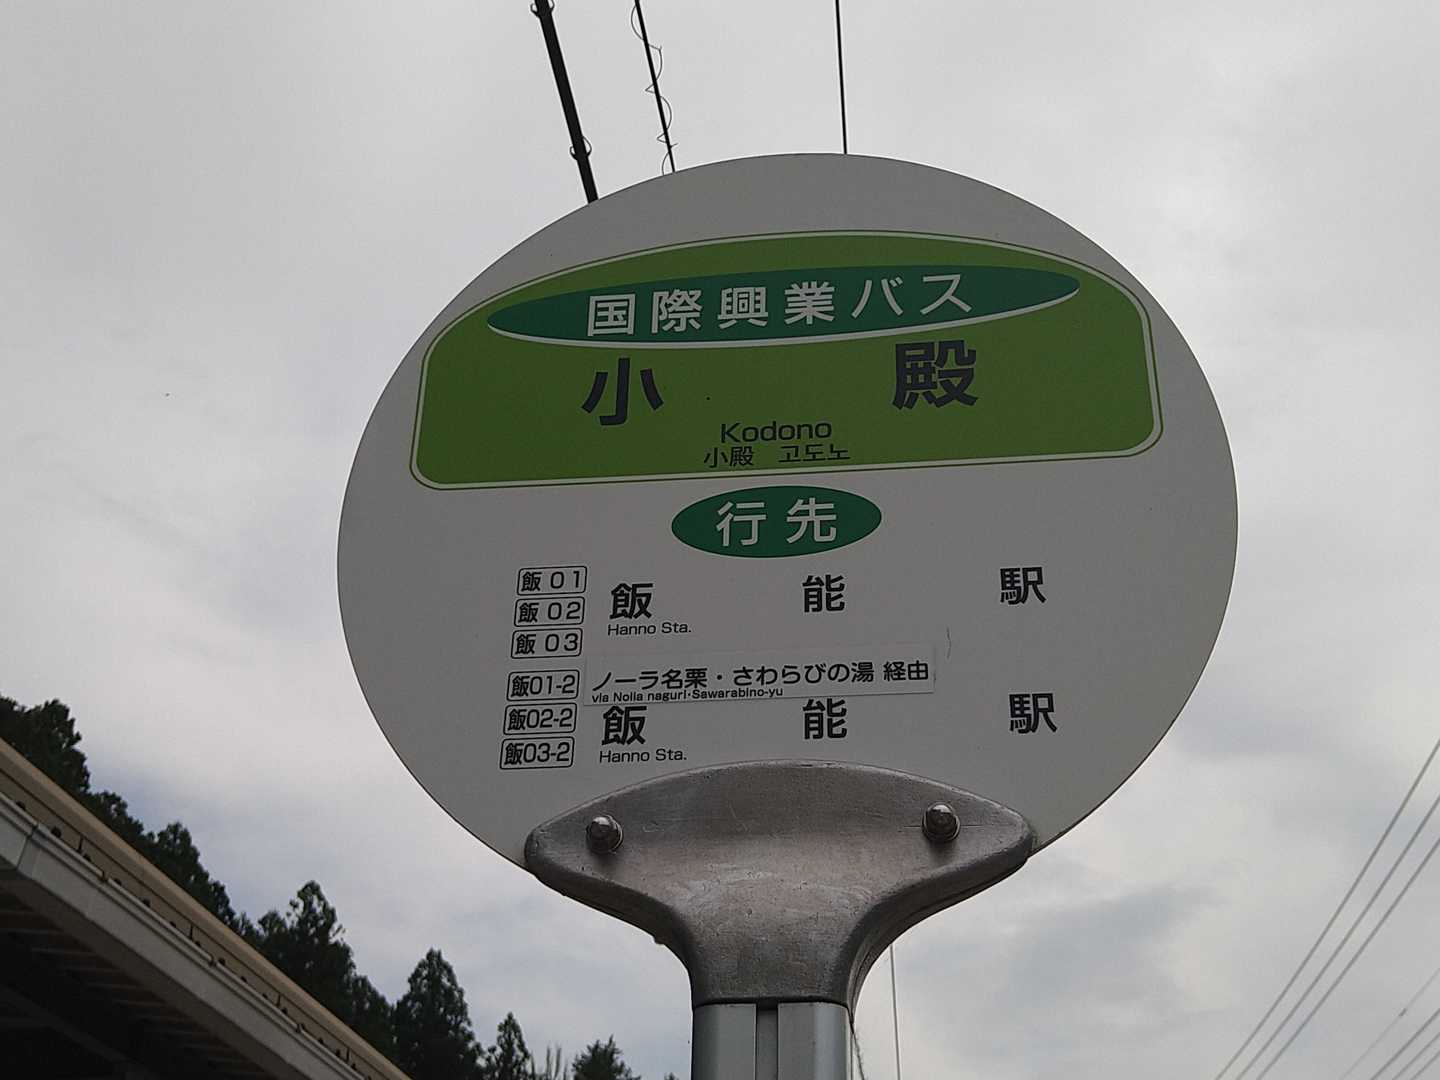 国際興業バス
小殿
Kodono
小殿 고도노
行先
飯01
飯02 飯能駅
Hanno Sta.
飯03
飯01-2 ノーラ名栗・さわらびの湯 経由
via Nolla naguri･Sawarabino-yu
飯02-2 飯能駅
飯03-2 Hanno Sta.